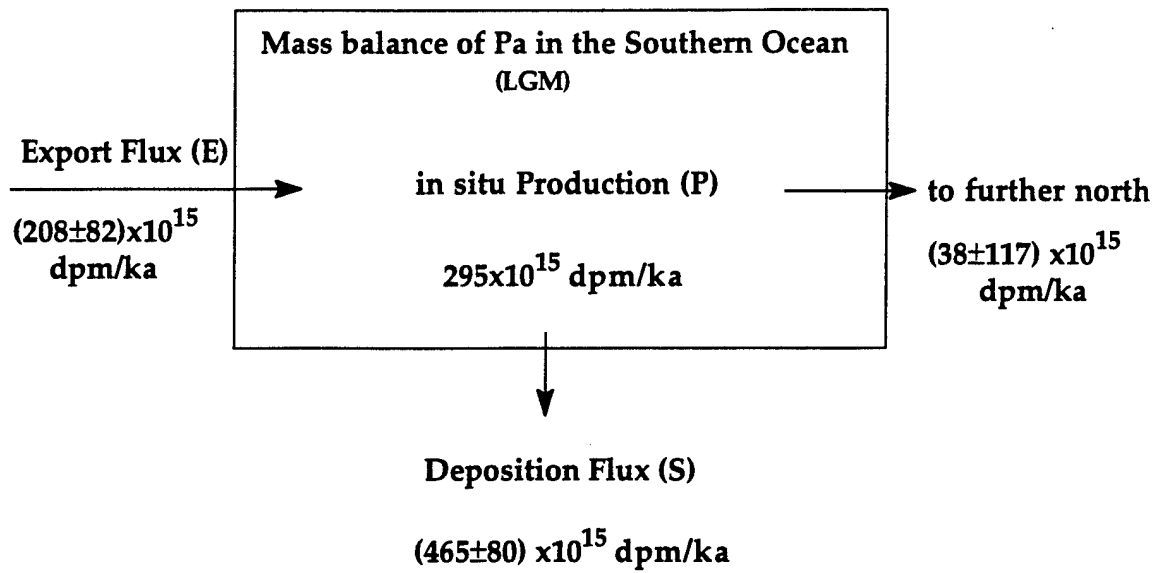 Mass balance of Pa in the Southern Ocean
(LGM)
Export Flux (E)
(208±82)x10^15
dpm/ka
in situ Production (P)
295x10^15 dpm/ka
to further north
(38±117) x10^15
dpm/ka
Deposition Flux (S)
(465±80) x10^15 dpm/ka